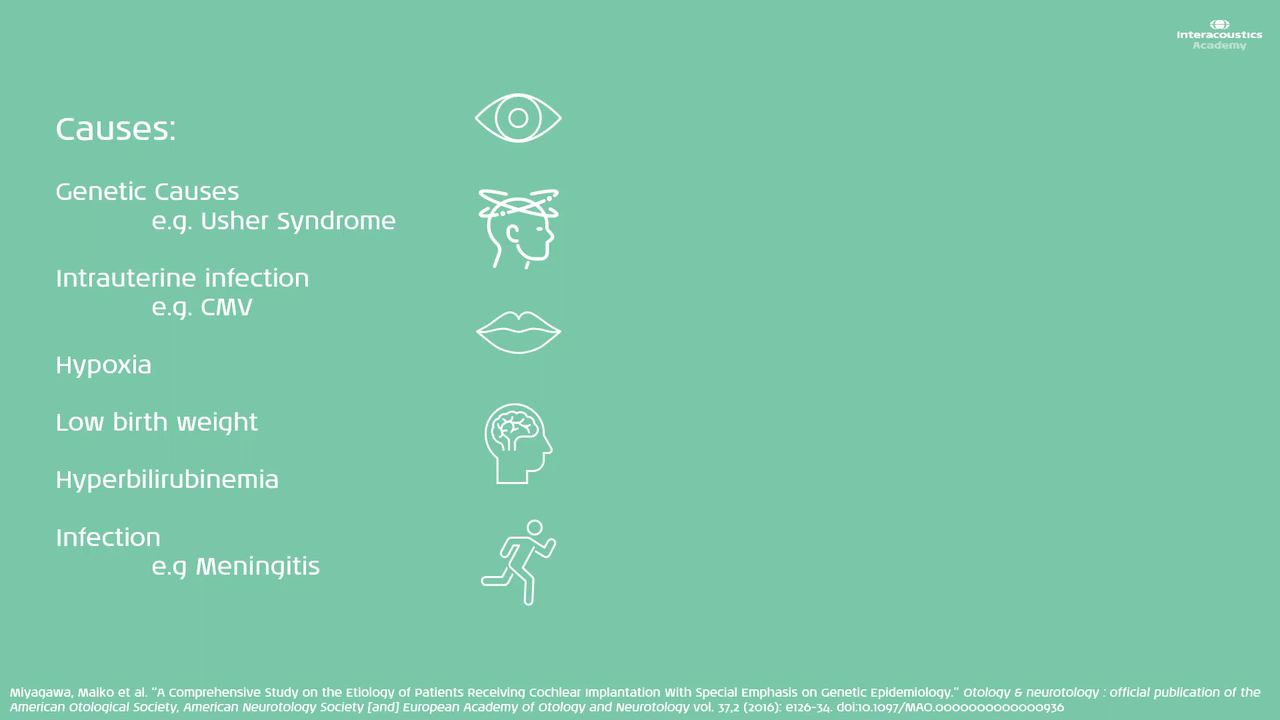 Interacoustics
Academy
Causes:
Genetic Causes
e.g. Usher Syndrome
Intrauterine infection
e.g. CMV
Hypoxia
Low birth weight
Hyperbilirubinemia
Infection
e.g Meningitis
Miyagawa, Maiko et al. “A Comprehensive Study on the Etiology of Patients Receiving Cochlear Implantation With Special Emphasis on Genetic Epidemiology.” Otology & neurotology : official publication of the
American Otological Society, American Neurotology Society [and] European Academy of Otology and Neurotology vol. 37,2 (2016): e126-34. doi:10.1097/MAO.0000000000000936